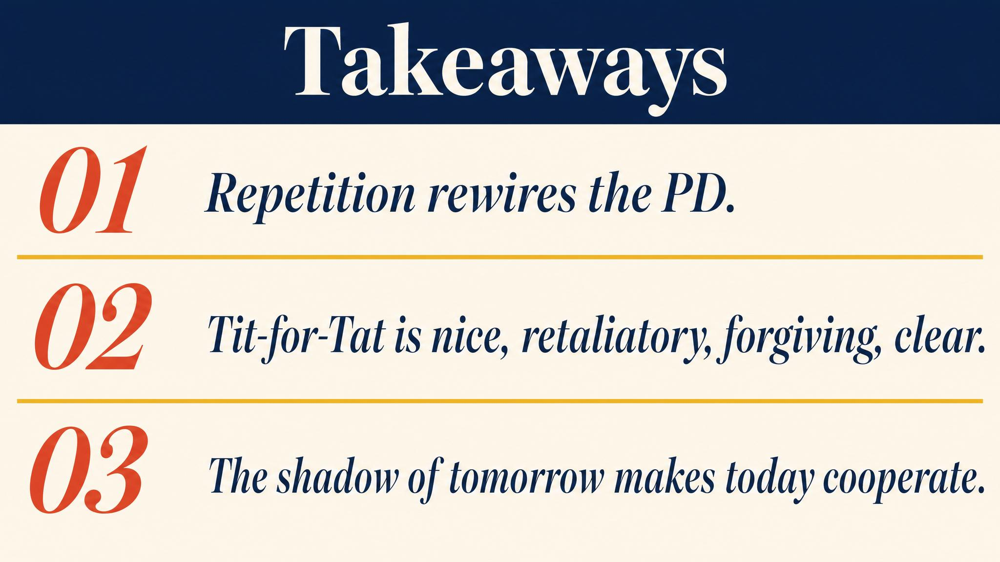 Takeaways
01
Repetition rewires the PD.
02
Tit-for-Tat is nice, retaliatory, forgiving, clear.
03
The shadow of tomorrow makes today cooperate.